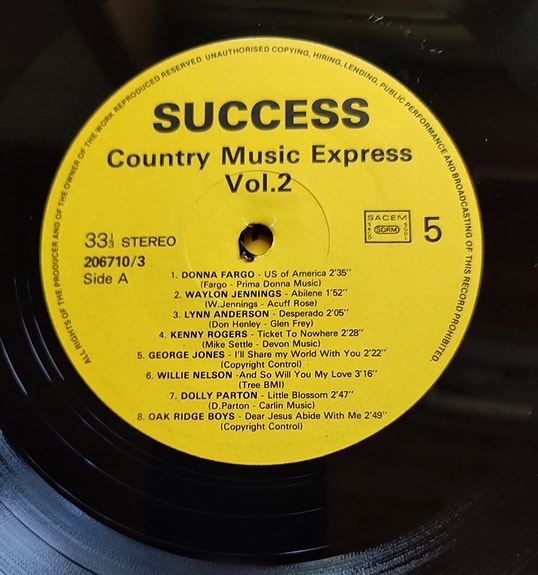 ALL RIGHTS OF THE PRODUCER AND OF THE OWNER OF THE WORK REPRODUCED RESERVED. UNAUTHORISED COPYING, HIRING, LENDING, PUBLIC PERFORMANCE AND BROADCASTING OF THIS RECORD PROHIBITED.
SUCCESS
Country Music Express
Vol.2
33⅓ STEREO
206710/3
Side A
SACEM
SDRM
5
1. DONNA FARGO - US of America 2'35"
(Fargo - Prima Donna Music)
2. WAYLON JENNINGS - Abilene 1'52"
(W.Jennings - Acuff Rose)
3. LYNN ANDERSON - Desperado 2'05"
(Don Henley - Glen Frey)
4. KENNY ROGERS - Ticket To Nowhere 2'28"
(Mike Settle - Devon Music)
5. GEORGE JONES - I'll Share my World With You 2'22"
(Copyright Control)
6. WILLIE NELSON -And So Will You My Love 3'16"
(Tree BMI)
7. DOLLY PARTON - Little Blossom 2'47"
(D.Parton - Carlin Music)
8. OAK RIDGE BOYS - Dear Jesus Abide With Me 2'49"
(Copyright Control)